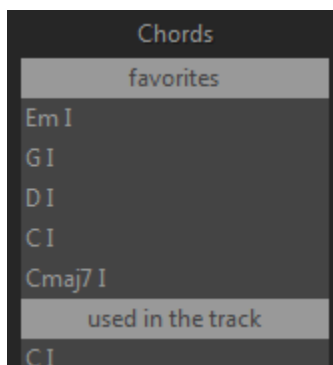 Chords
favorites
Em I
G I
D I
C I
Cmaj7 I
used in the track
C I